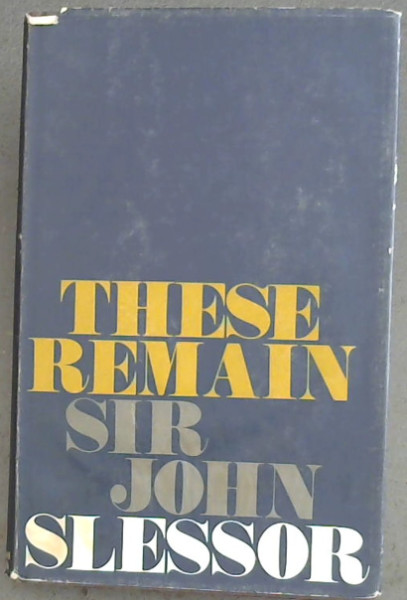 THESE
REMAIN
SIR
JOHN
SLESSOR